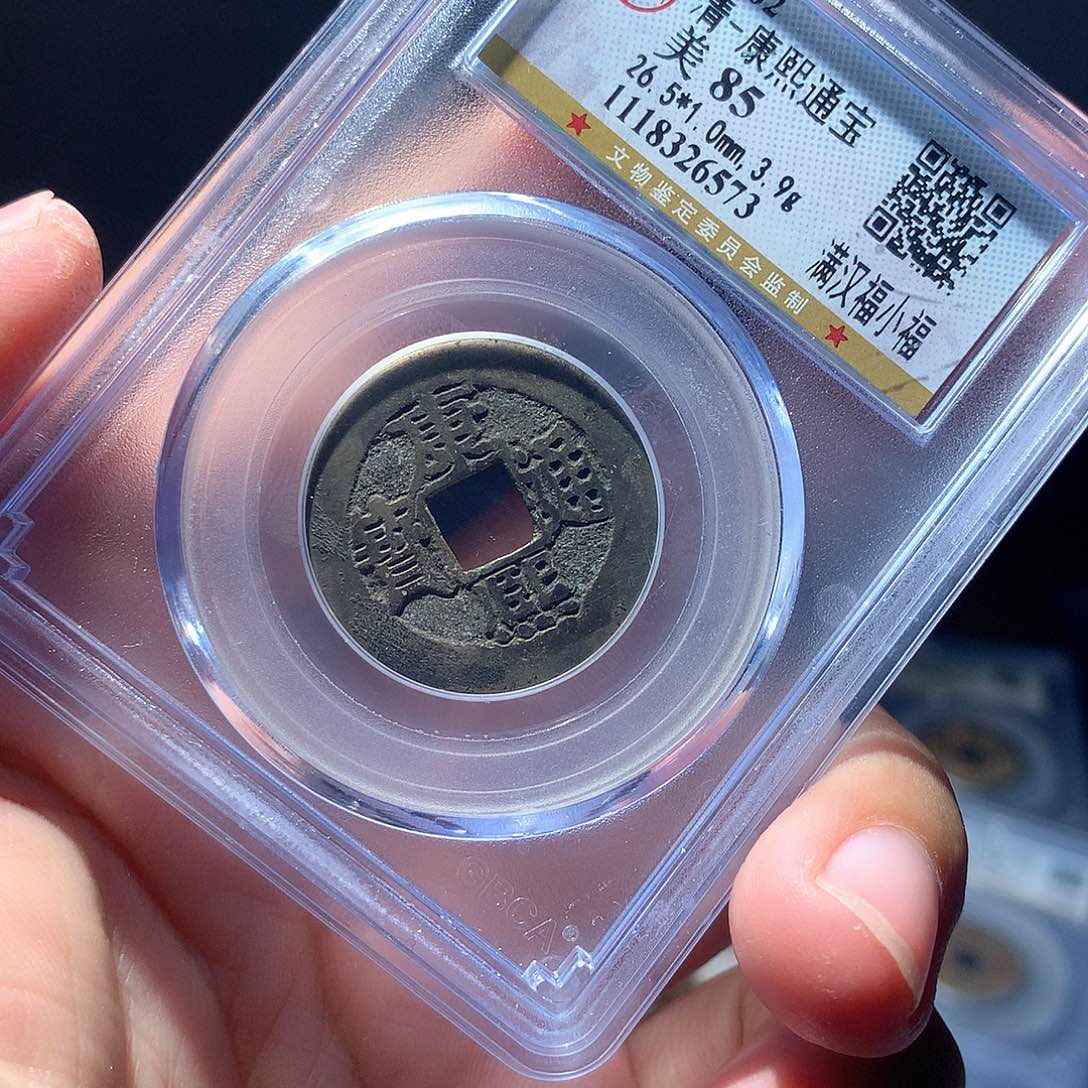 清-康熙通宝
美 85
26.5*1.0mm,3.9g
1118326573
满汉福小福
★文物鉴定委员会监制★
康熙通寶
GBCA